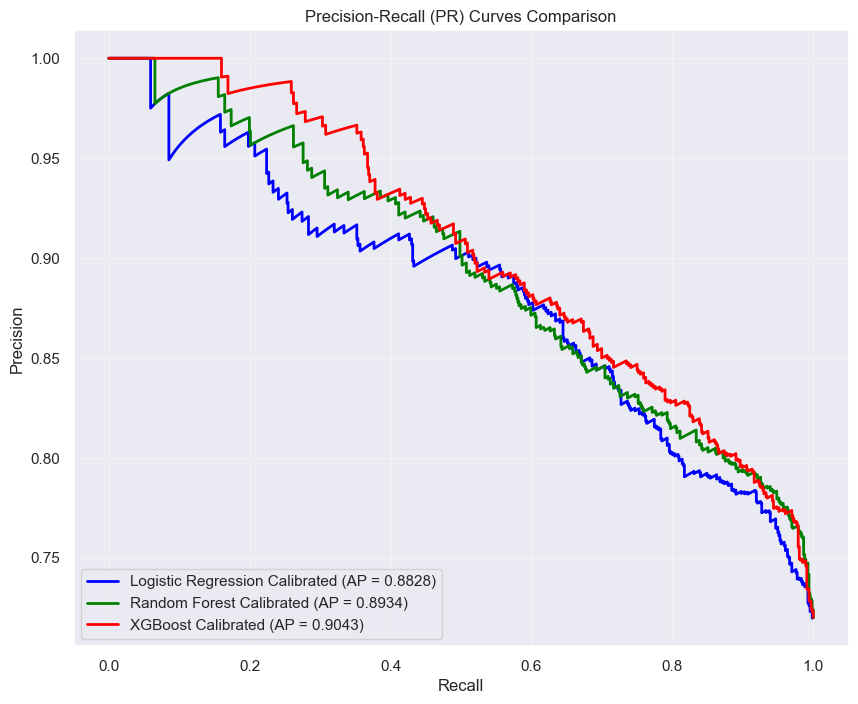 Precision-Recall (PR) Curves Comparison
Precision
1.00
0.95
0.90
0.85
0.80
0.75
Logistic Regression Calibrated (AP = 0.8828)
Random Forest Calibrated (AP = 0.8934)
XGBoost Calibrated (AP = 0.9043)
0.0 0.2 0.4 0.6 0.8 1.0
Recall